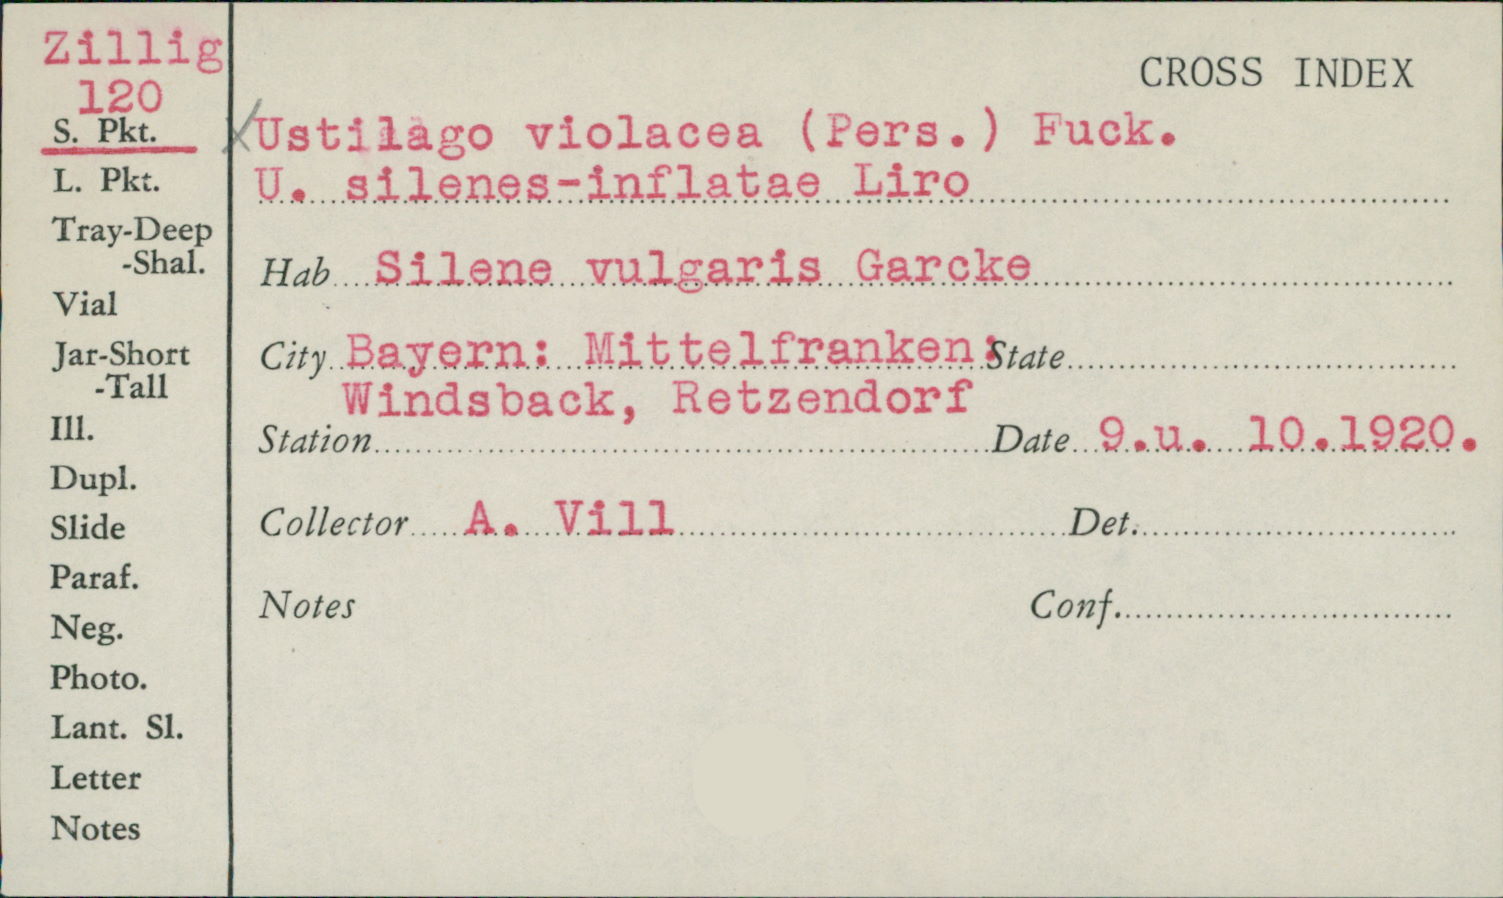 Zillig
120
S. Pkt.
L. Pkt.
Tray-Deep
-Shal.
Vial
Jar-Short
-Tall
Ill.
Dupl.
Slide
Paraf.
Neg.
Photo.
Lant. Sl.
Letter
Notes
CROSS INDEX
Ustilago violacea (Pers.) Fuck.
U. silenes-inflatae Liro
Hab Silene vulgaris Garcke
City Bayern: Mittelfranken: State
Windsback, Retzendorf
Station Date 9.u. 10.1920.
Collector A. Vill Det.
Notes Conf.